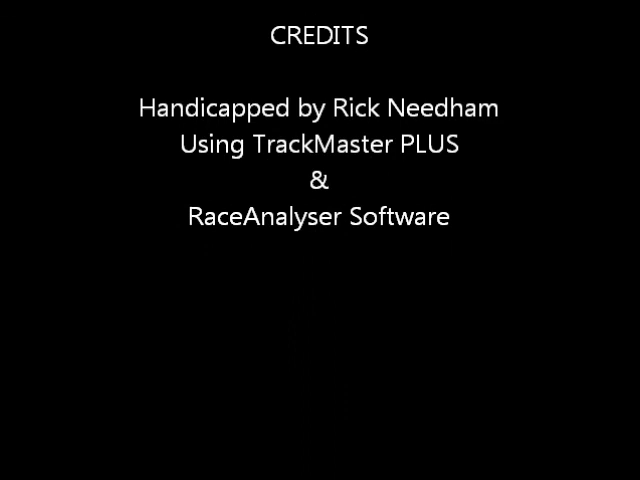 CREDITS
Handicapped by Rick Needham
Using TrackMaster PLUS
&
RaceAnalyser Software